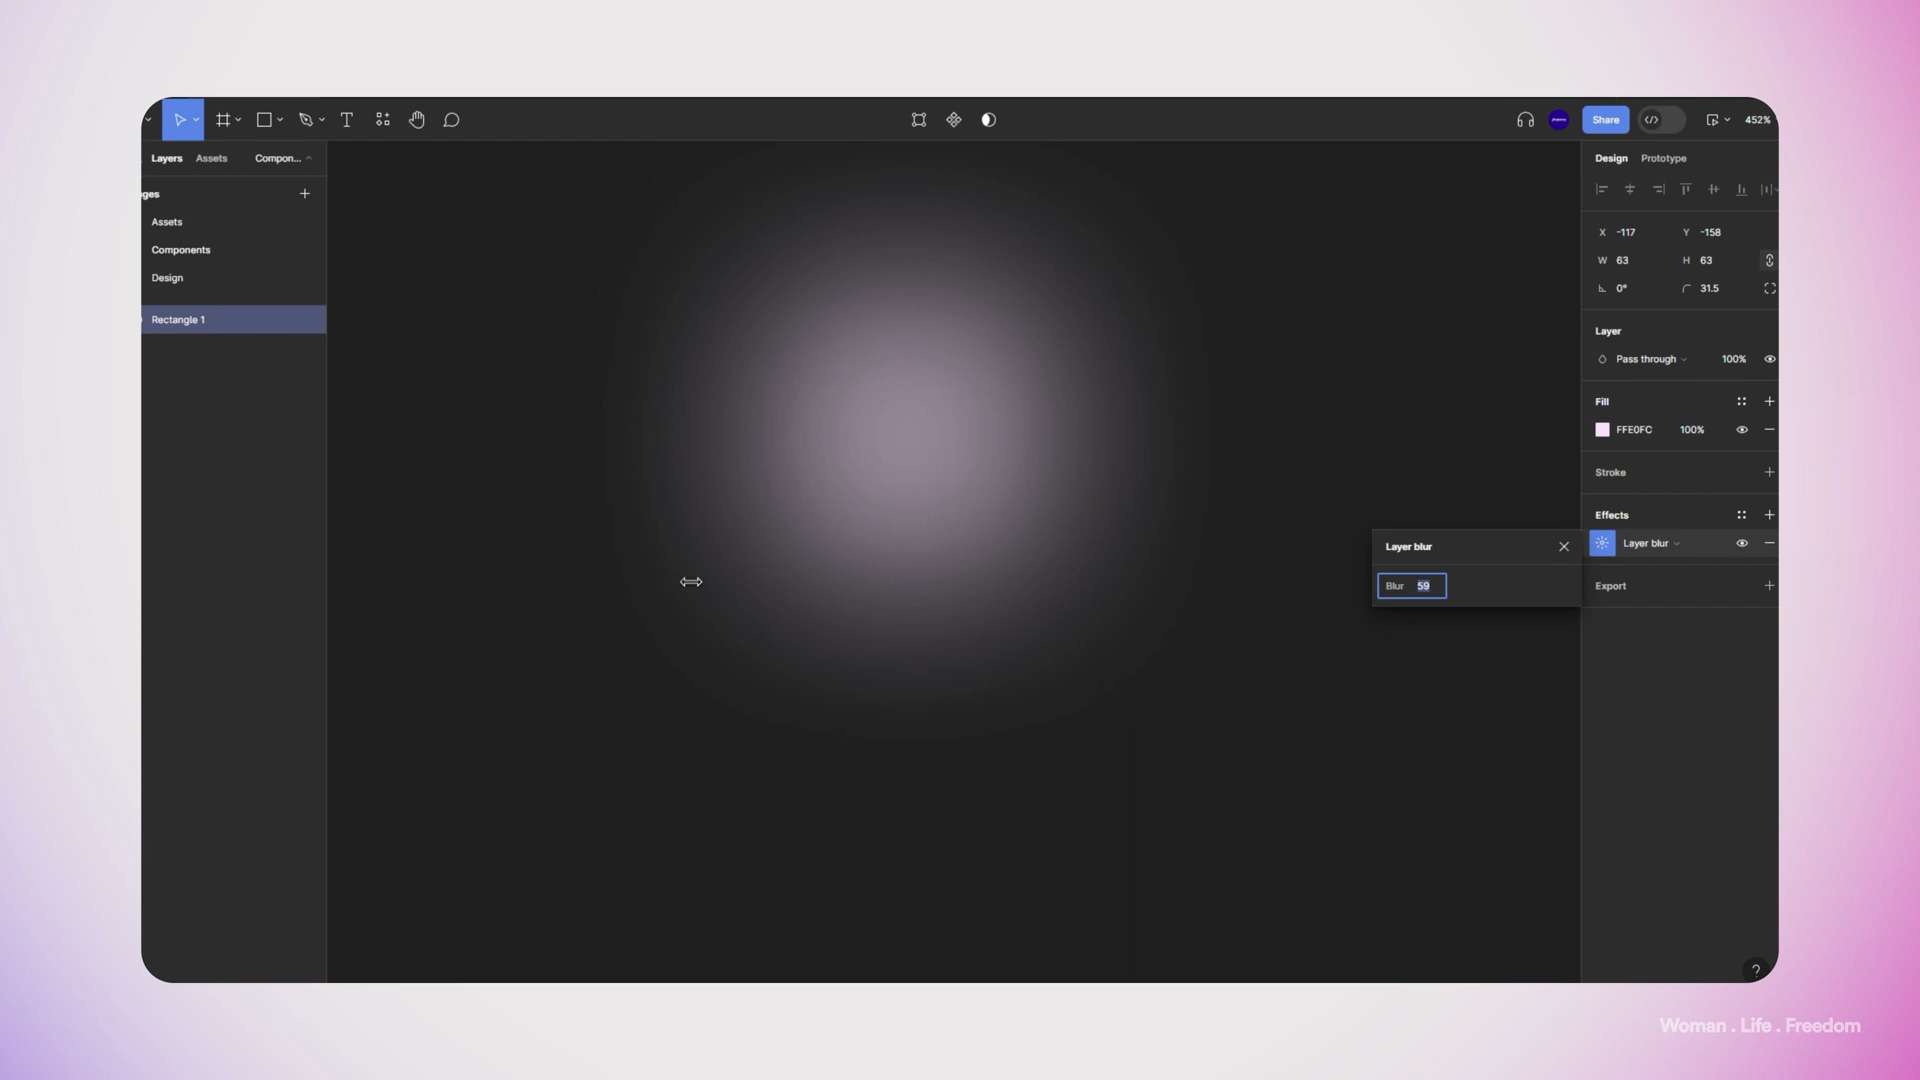 Share
</>
452%
Layers Assets Compon...
ges
Assets
Components
Design
Rectangle 1
Design Prototype
X -117 Y -158
W 63 H 63
0° 31.5
Layer
Pass through 100%
Fill
FFE0FC 100%
Stroke
Effects
Layer blur
Export
Layer blur
Blur 59
?
Woman . Life . Freedom